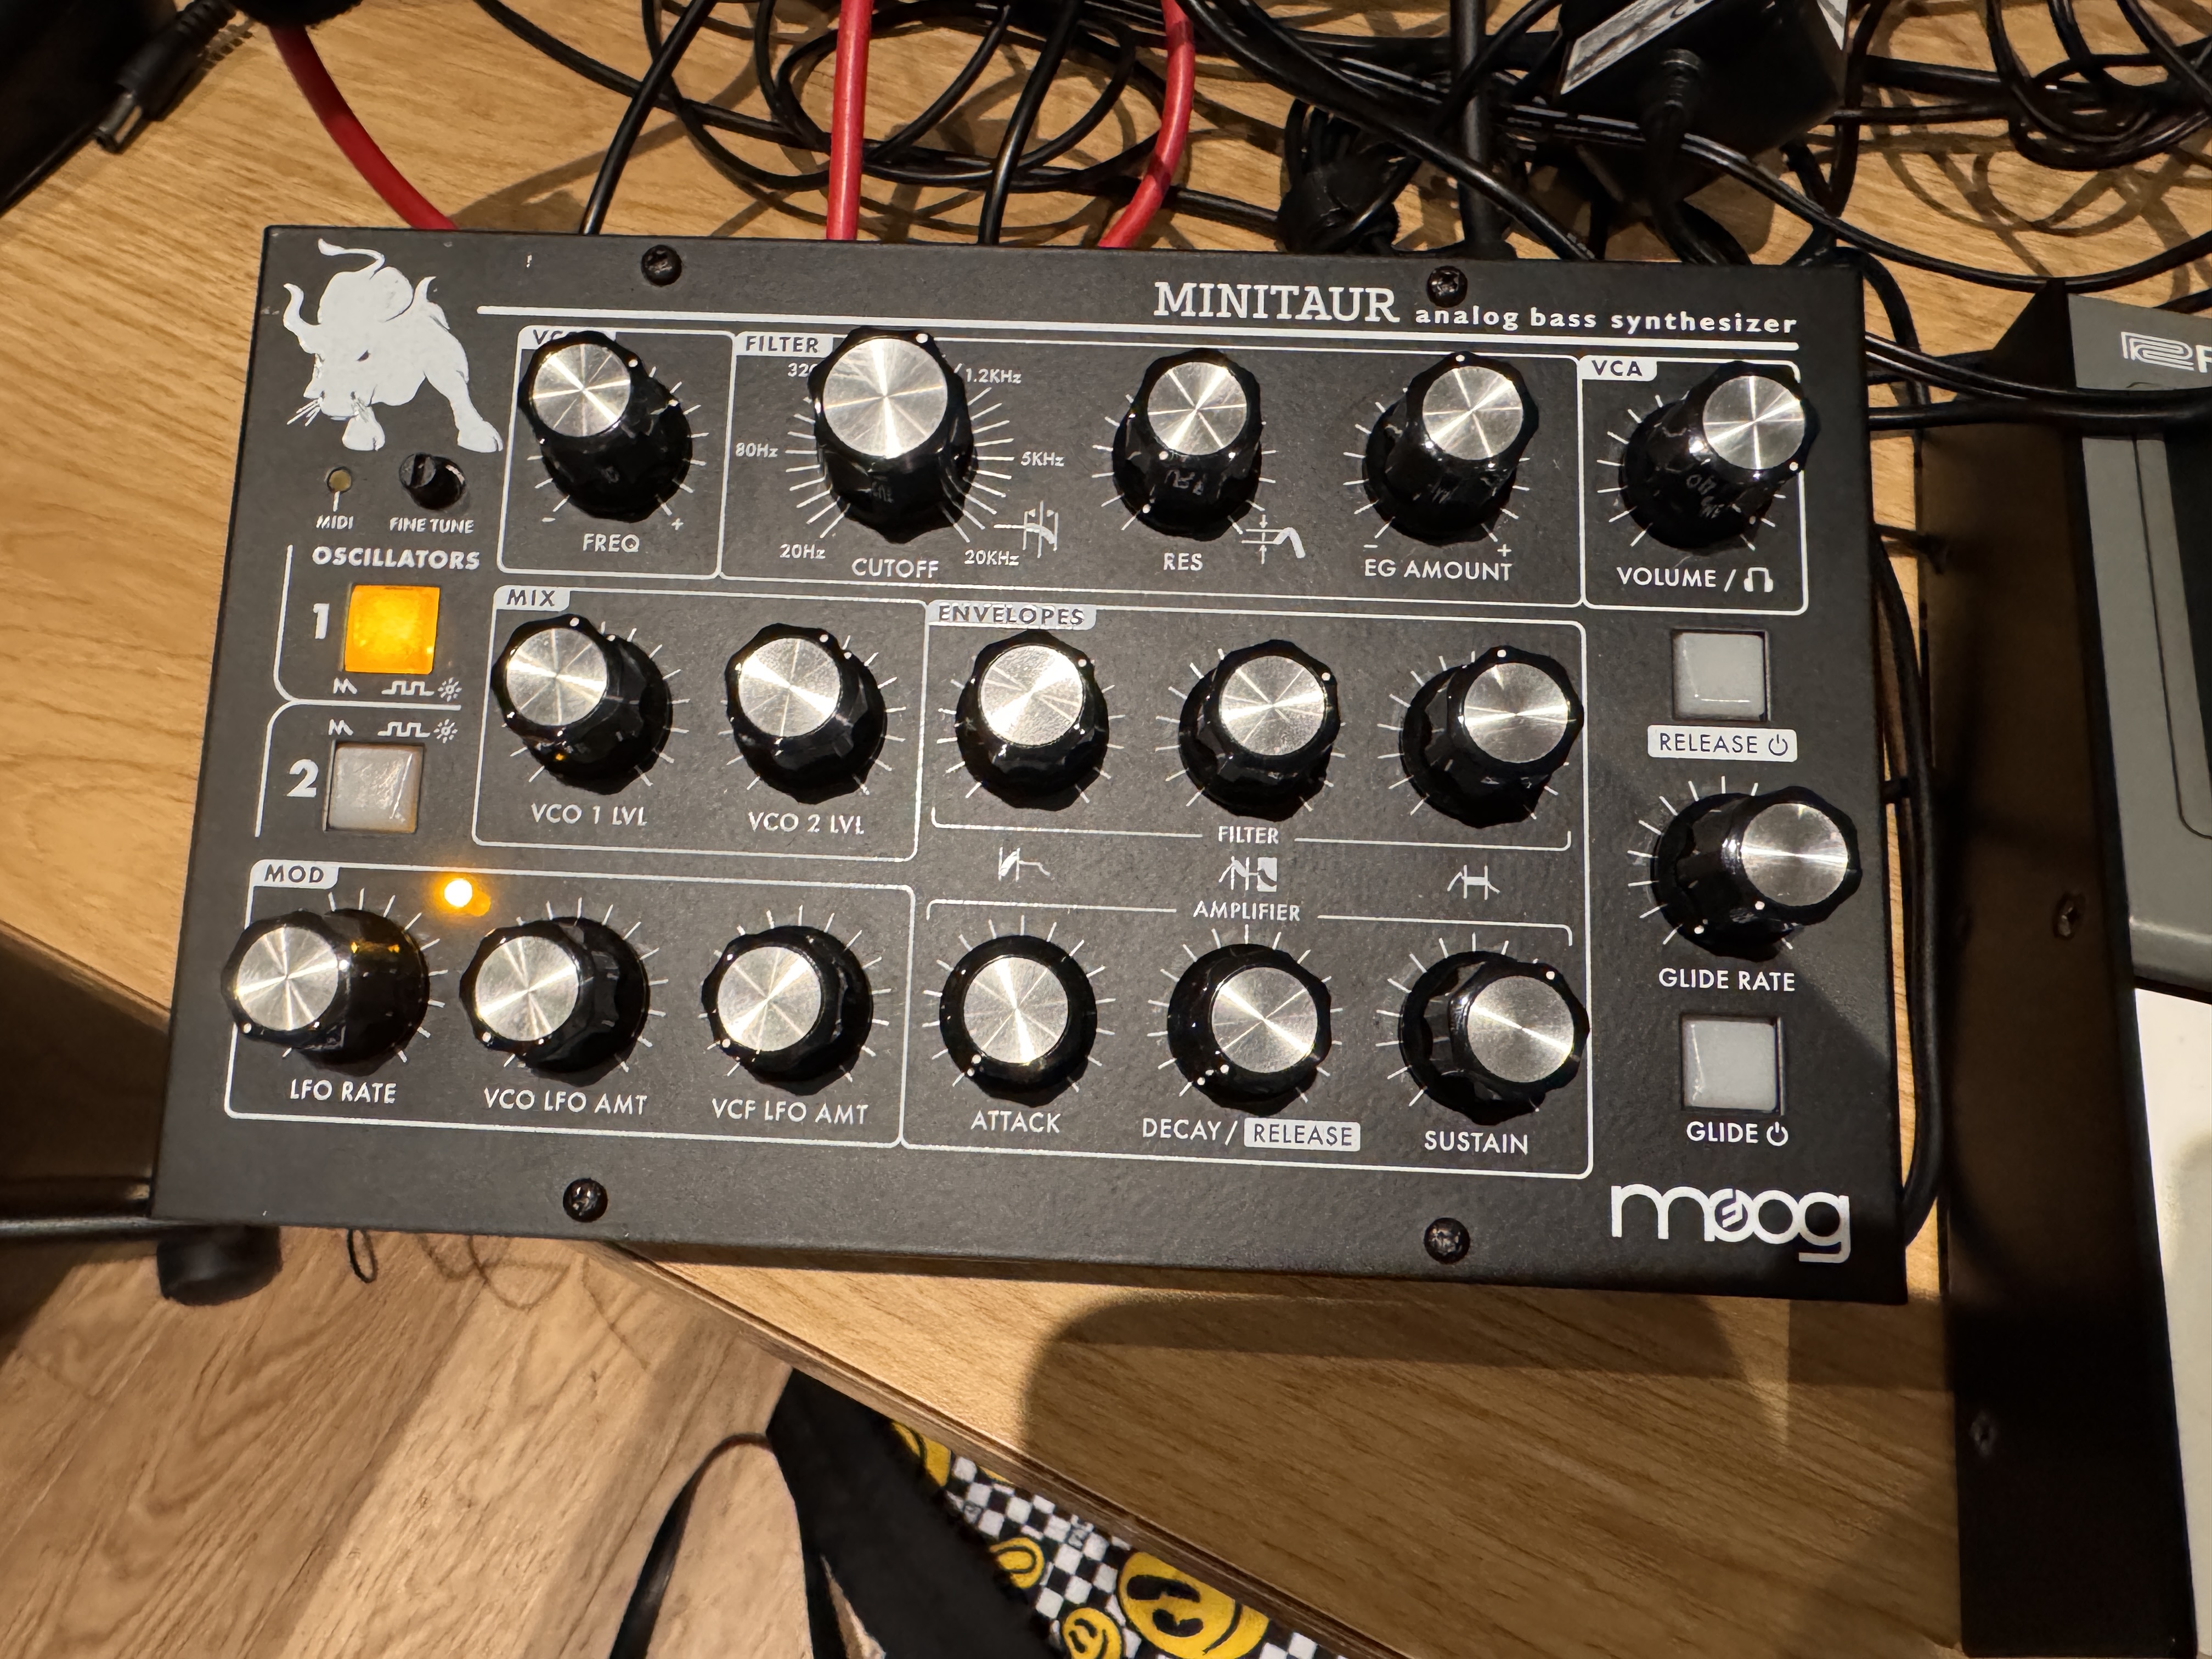 MINITAUR analog bass synthesizer
FILTER
VCA
1.2KHz
80Hz
5KHz
20Hz
20KHz
- +
FREQ
CUTOFF
RES
- +
EG AMOUNT
VOLUME /
MIDI
FINE TUNE
OSCILLATORS
1
2
MIX
VCO 1 LVL
VCO 2 LVL
ENVELOPES
FILTER
AMPLIFIER
RELEASE
GLIDE RATE
MOD
LFO RATE
VCO LFO AMT
VCF LFO AMT
ATTACK
DECAY / RELEASE
SUSTAIN
GLIDE
moog